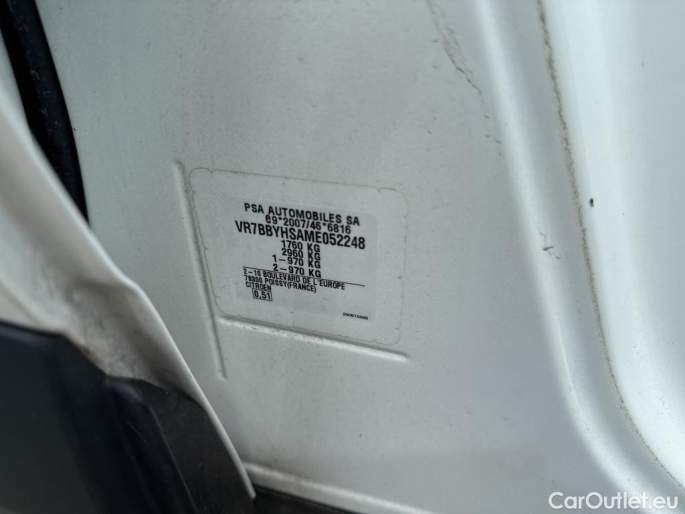 PSA AUTOMOBILES SA
e9*2007/46*6816
VR7BBYHSAME052248
1760 KG
2960 KG
1-970 KG
2-970 KG
2-10 BOULEVARD DE L'EUROPE
78300 POISSY(FRANCE)
CITROEN
0.51
CarOutlet.eu